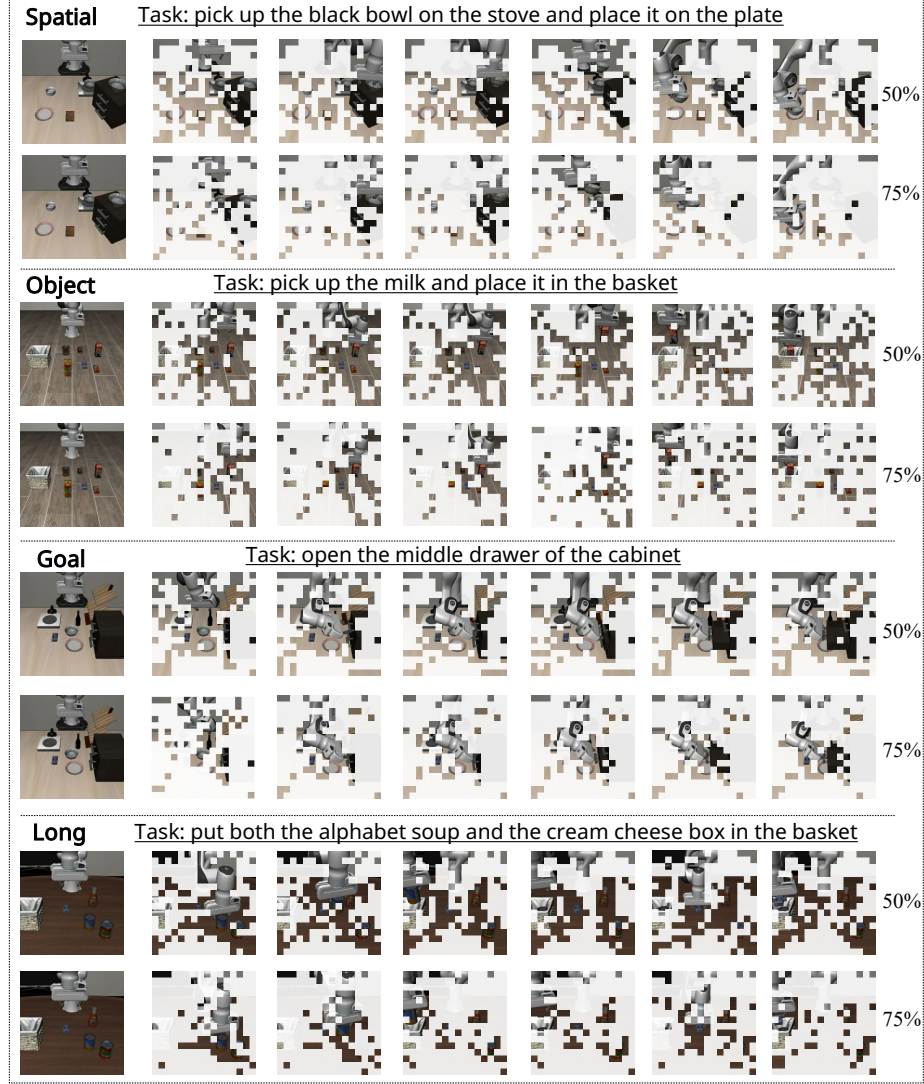 Spatial
Task: pick up the black bowl on the stove and place it on the plate
50%
75%
Object
Task: pick up the milk and place it in the basket
50%
75%
Goal
Task: open the middle drawer of the cabinet
50%
75%
Long
Task: put both the alphabet soup and the cream cheese box in the basket
50%
75%